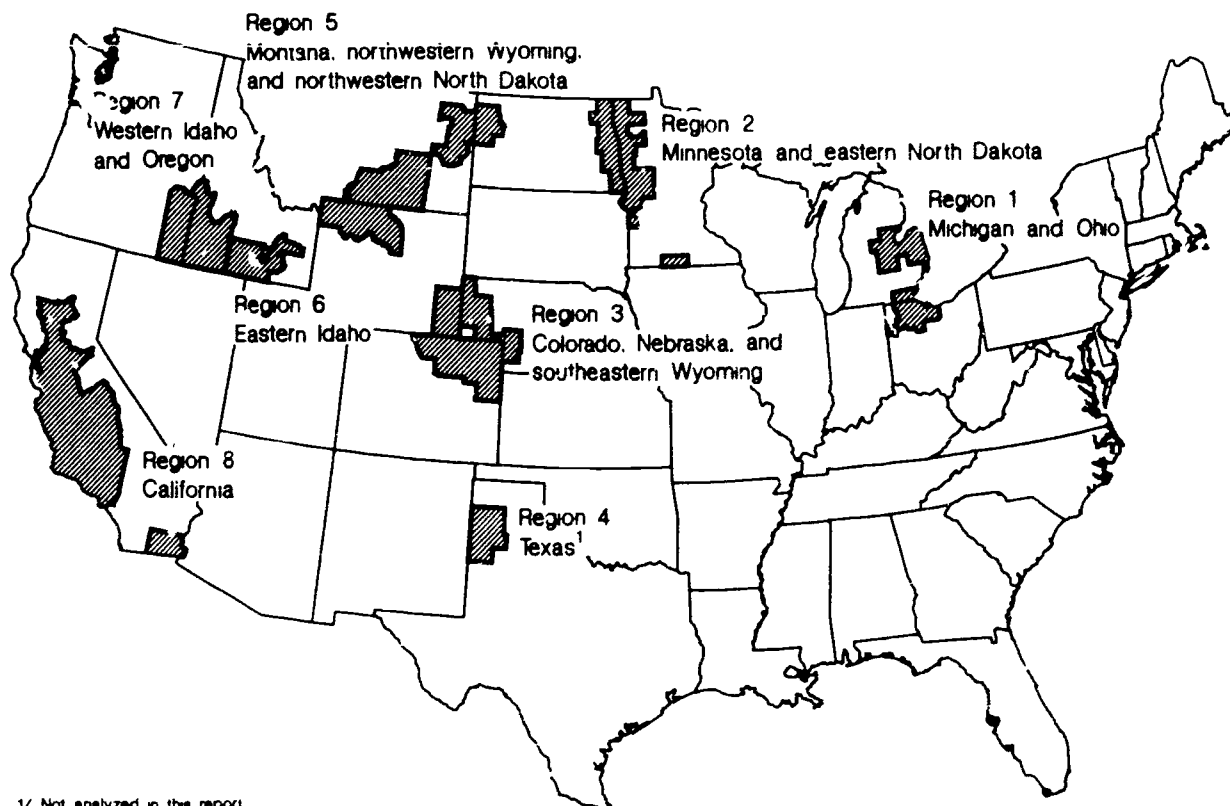 Region 5
Montana, northwestern Wyoming,
and northwestern North Dakota
Region 7
Western Idaho
and Oregon
Region 2
Minnesota and eastern North Dakota
Region 1
Michigan and Ohio
Region 6
Eastern Idaho
Region 3
Colorado, Nebraska, and
southeastern Wyoming
Region 8
California
Region 4
Texas¹
1/ Not analyzed in this report